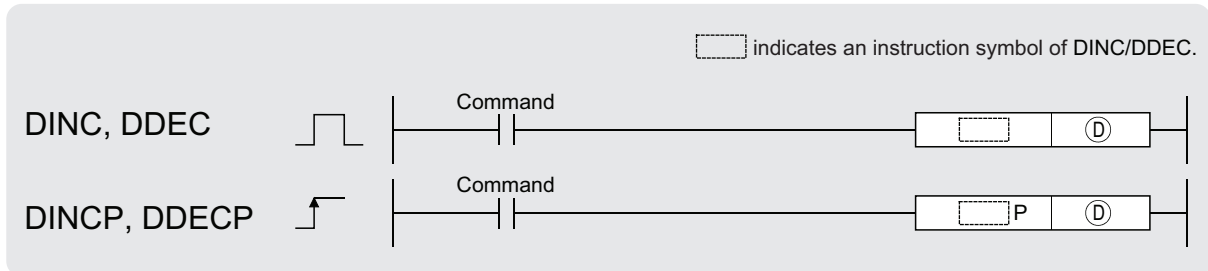 indicates an instruction symbol of DINC/DDEC.
Command
DINC, DDEC
Ⓓ
Command
DINCP, DDECP
P Ⓓ